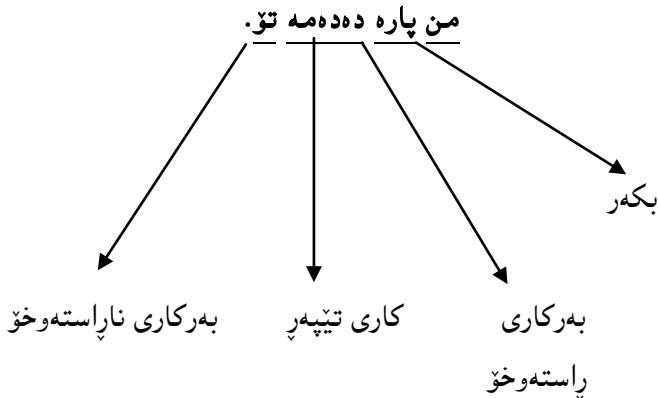 من پارە دەدەمە تۆ.
بکەر
بەرکاری ڕاستەوخۆ
کاری تێپەڕ
بەرکاری ناڕاستەوخۆ